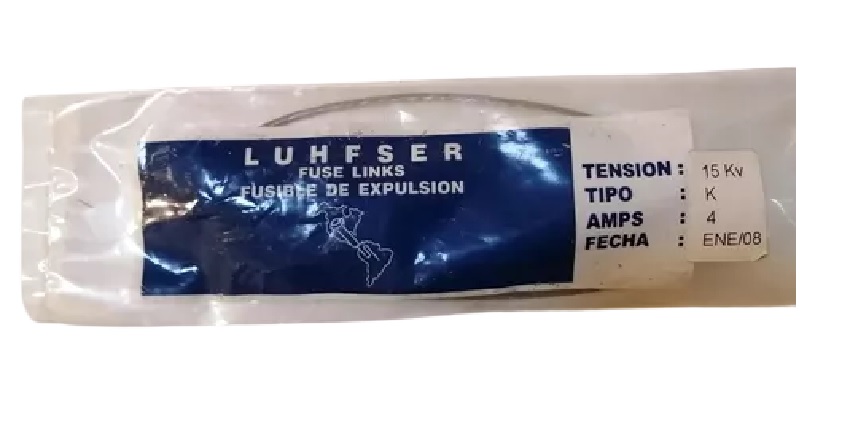 LUHFSER
FUSE LINKS
FUSIBLE DE EXPULSION
TENSION : 15 Kv
TIPO : K
AMPS : 4
FECHA : ENE/08